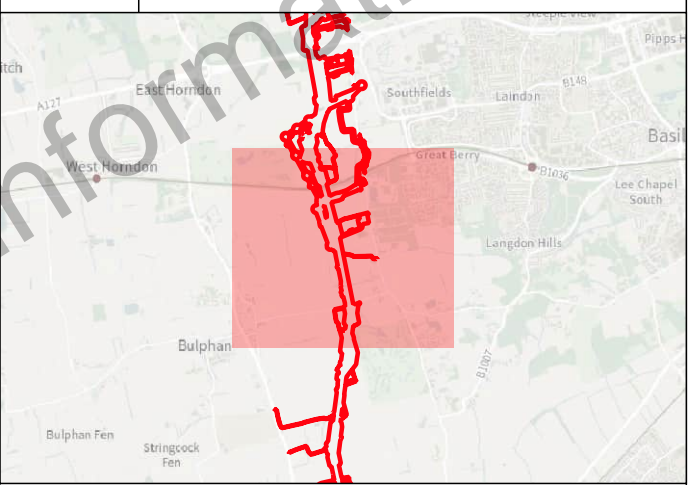 Steeple View
Pipps H
itch
A127
East Horndon
Southfields
B148
Laindon
Informati
Basil
West Horndon
Great Berry
B1036
Lee Chapel
South
Langdon Hills
Bulphan
B1007
Bulphan Fen
Stringcock
Fen